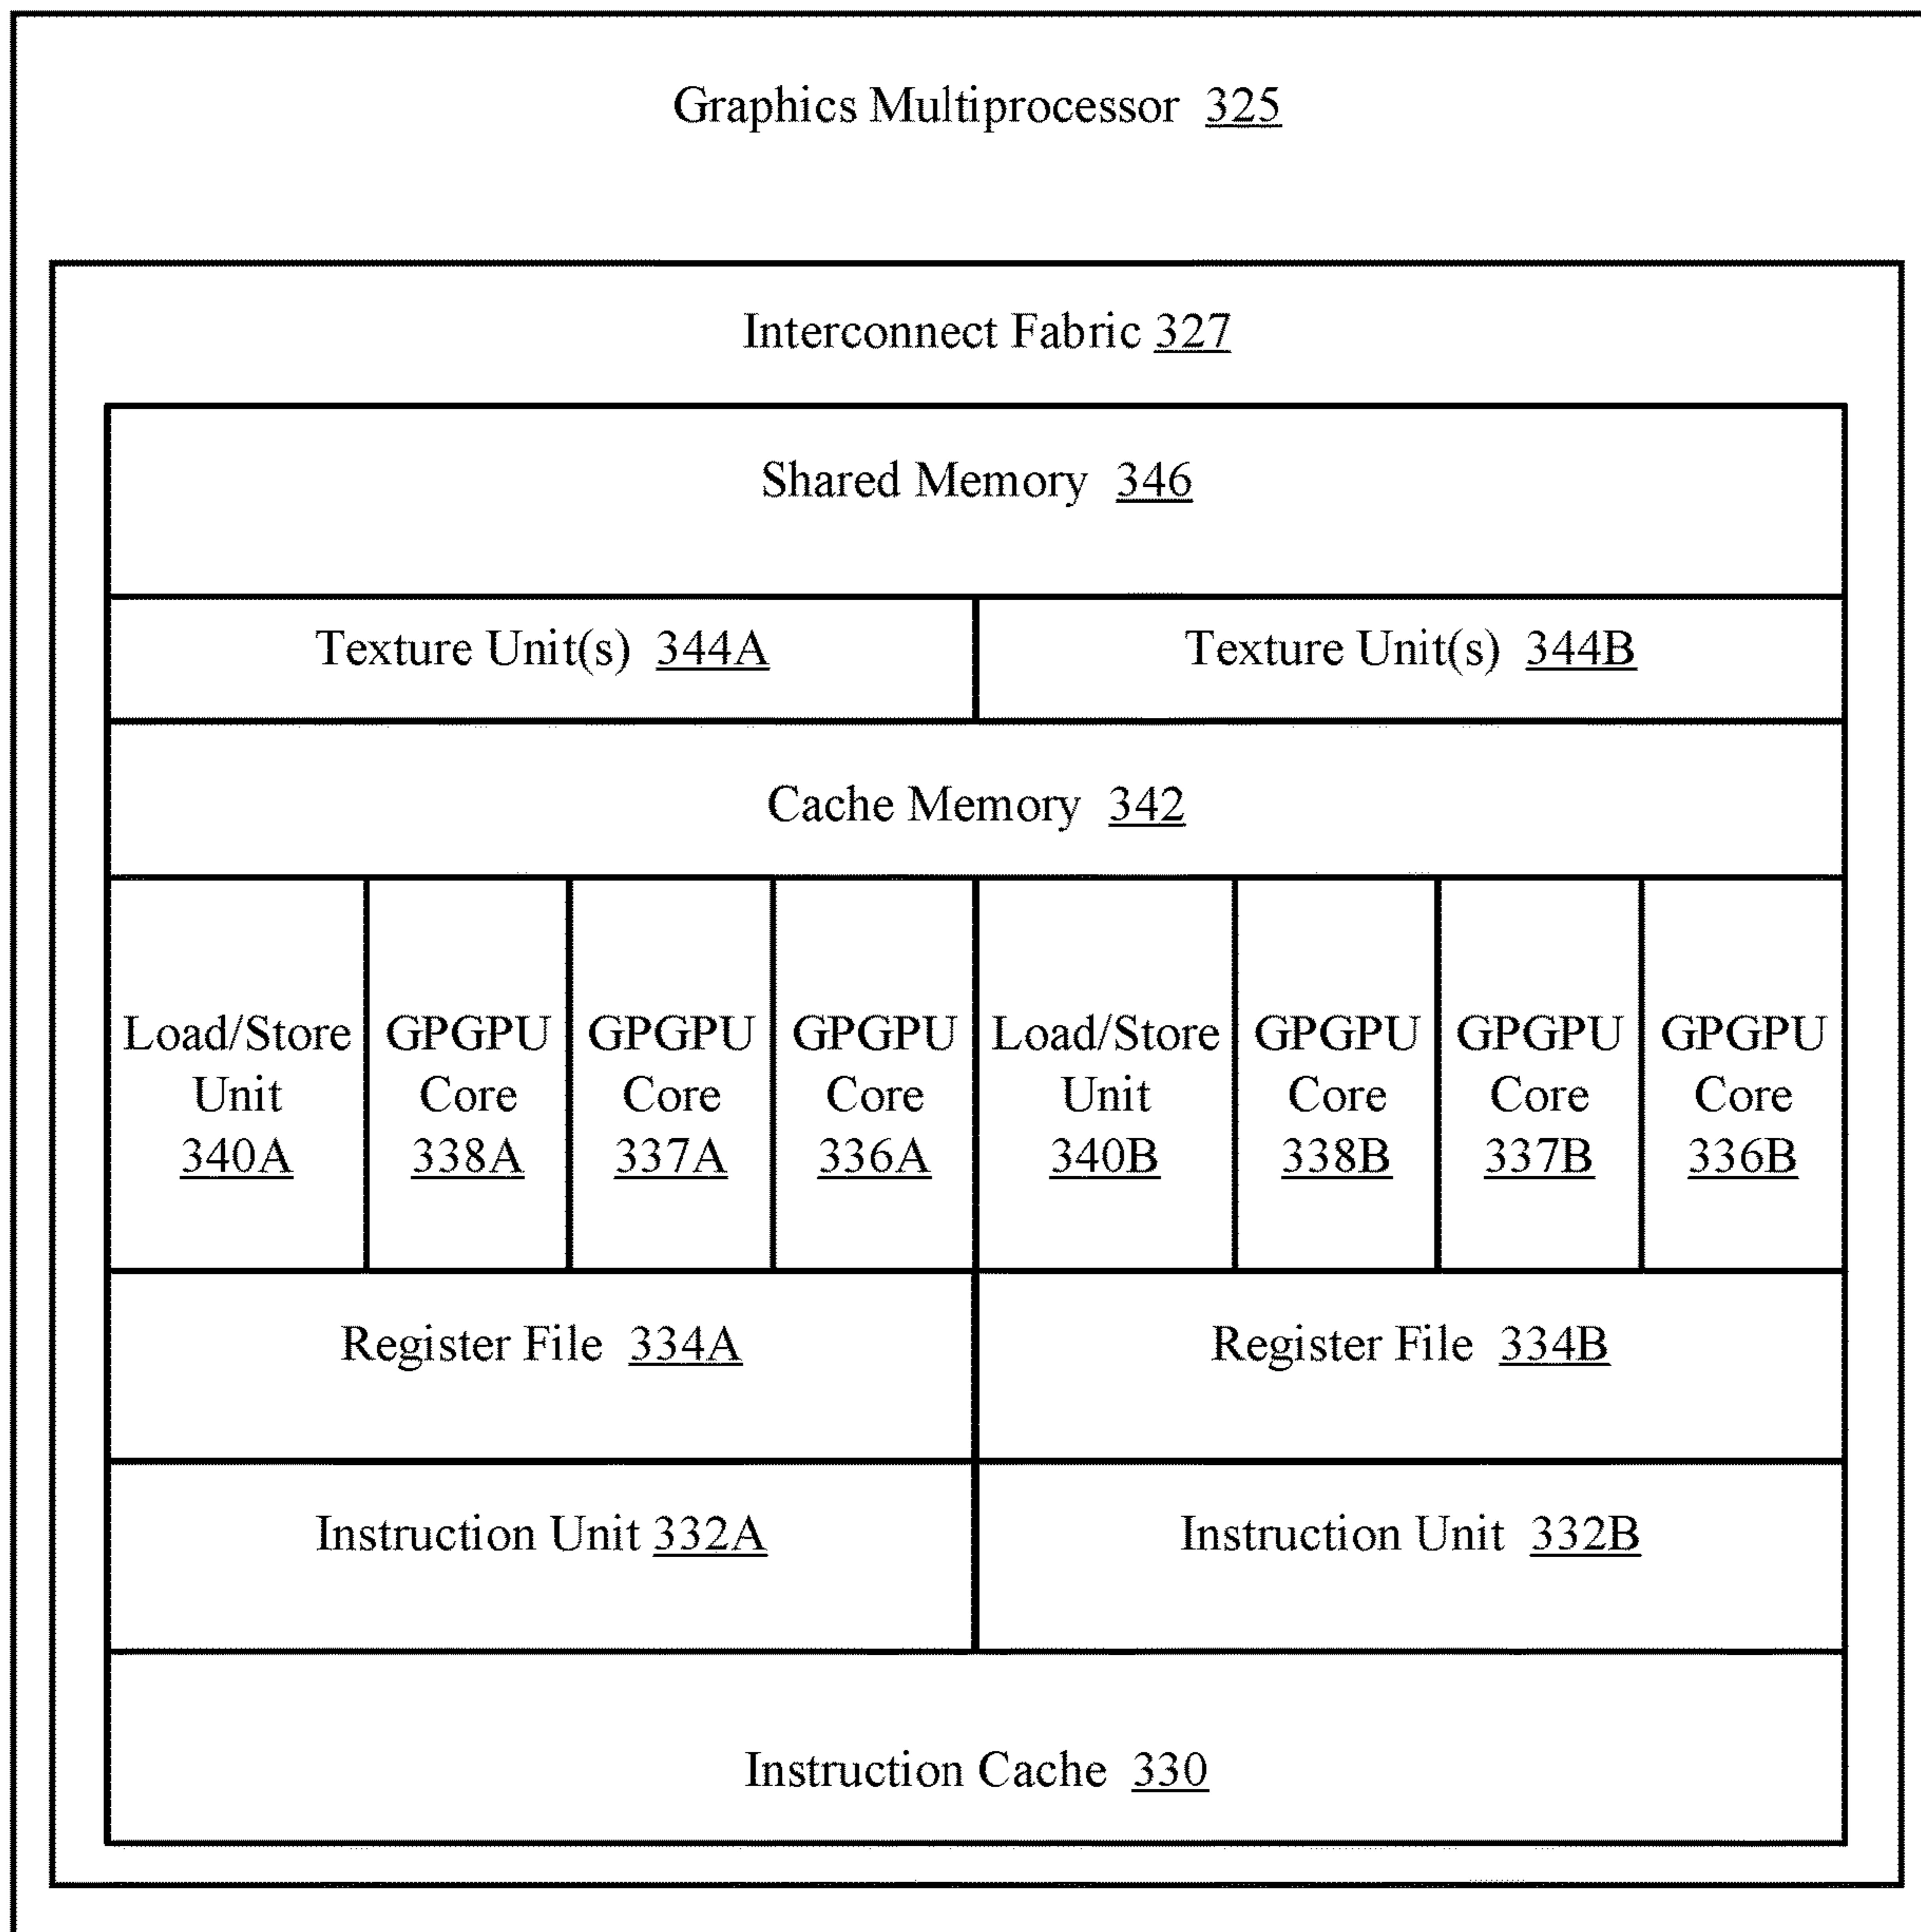 Graphics Multiprocessor 325
Interconnect Fabric 327
Shared Memory 346
Texture Unit(s) 344A
Texture Unit(s) 344B
Cache Memory 342
Load/Store
Unit
340A
GPGPU
Core
338A
GPGPU
Core
337A
GPGPU
Core
336A
Load/Store
Unit
340B
GPGPU
Core
338B
GPGPU
Core
337B
GPGPU
Core
336B
Register File 334A
Register File 334B
Instruction Unit 332A
Instruction Unit 332B
Instruction Cache 330